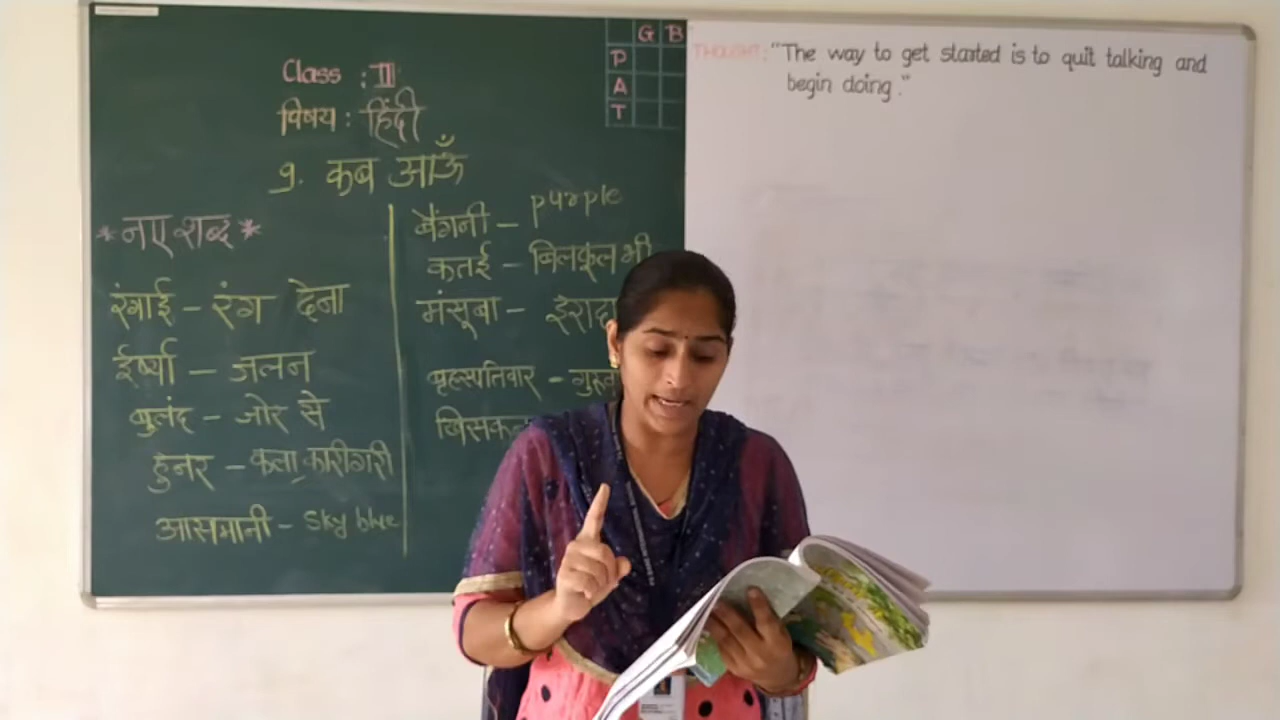 Class : III
विषय : हिंदी
9. कब आऊँ
G B
P
A
T
*नए शब्द*
रंगाई – रंग देना
ईर्ष्या – जलन
बुलंद – जोर से
हुनर – कला, कारीगरी
आसमानी – sky blue
बैंगनी – purple
कतई – बिलकूल भी
मंसूबा –
बृहस्पतिवार –
THOUGHT: "The way to get started is to quit talking and
begin doing."